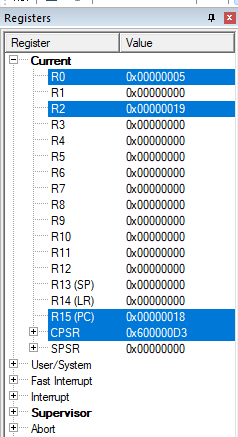 Registers
Register Value
Current
R0 0x00000005
R1 0x00000000
R2 0x00000019
R3 0x00000000
R4 0x00000000
R5 0x00000000
R6 0x00000000
R7 0x00000000
R8 0x00000000
R9 0x00000000
R10 0x00000000
R11 0x00000000
R12 0x00000000
R13 (SP) 0x00000000
R14 (LR) 0x00000000
R15 (PC) 0x00000018
CPSR 0x600000D3
SPSR 0x00000000
User/System
Fast Interrupt
Interrupt
Supervisor
Abort